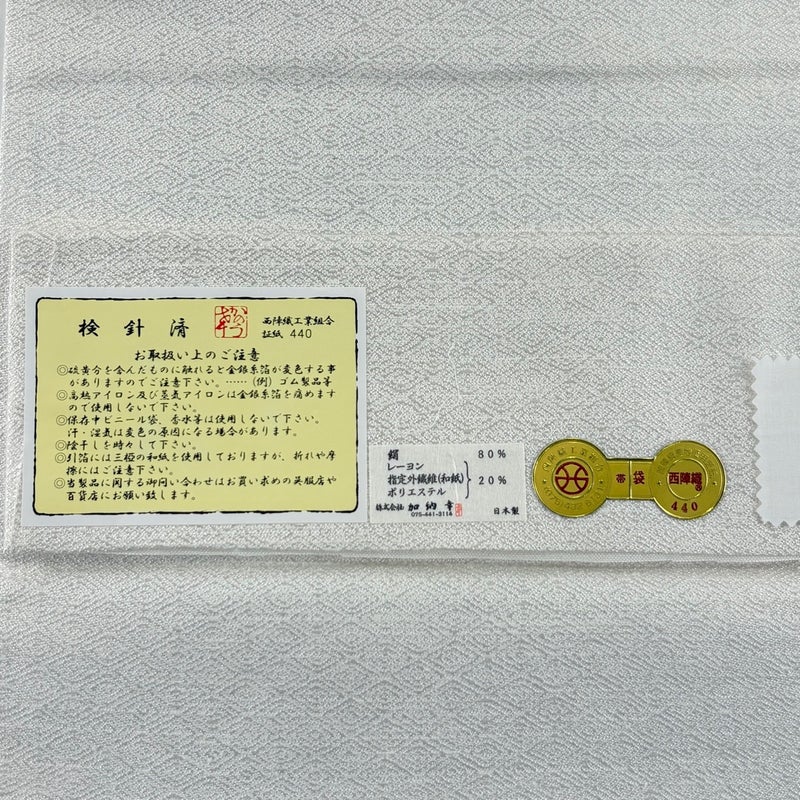 検針済
西陣織工業組合
証紙 440
お取扱い上のご注意
◎硫黄分を含んだものに触れると金銀糸箔が変色する事
がありますのでご注意下さい。……(例)ゴム製品等
◎高熱アイロン及び蒸気アイロンは金銀糸箔を痛めます
ので使用しないで下さい。
◎保存中ビニール袋、香水等は使用しないで下さい。
汗・湿気は変色の原因になる場合があります。
◎陰干しを時々して下さい。
◎引箔には三椏の和紙を使用しておりますが、折れや摩
擦にはご注意下さい。
◎当製品に関する御問い合わせはお買い求めの呉服店や
百貨店にお願い致します。
絹 80%
レーヨン
指定外繊維(和紙) 20%
ポリエステル
株式会社 加納幸
075-441-3116
日本製
帯 袋
西陣織®
440